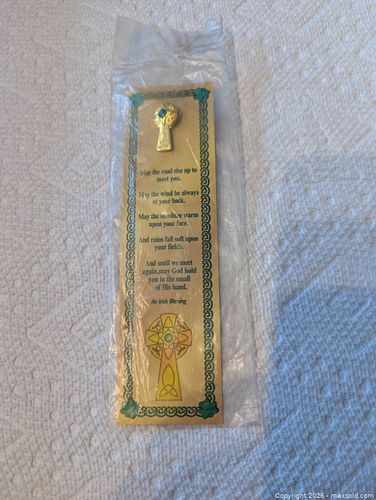 May the road rise up to
meet you.
May the wind be always
at your back.
May the sunshine warm
upon your face.
And rains fall soft upon
your fields.
And until we meet
again, may God hold
you in the small
of His hand.
An Irish Blessing
Copyright 2026 - maxsold.com